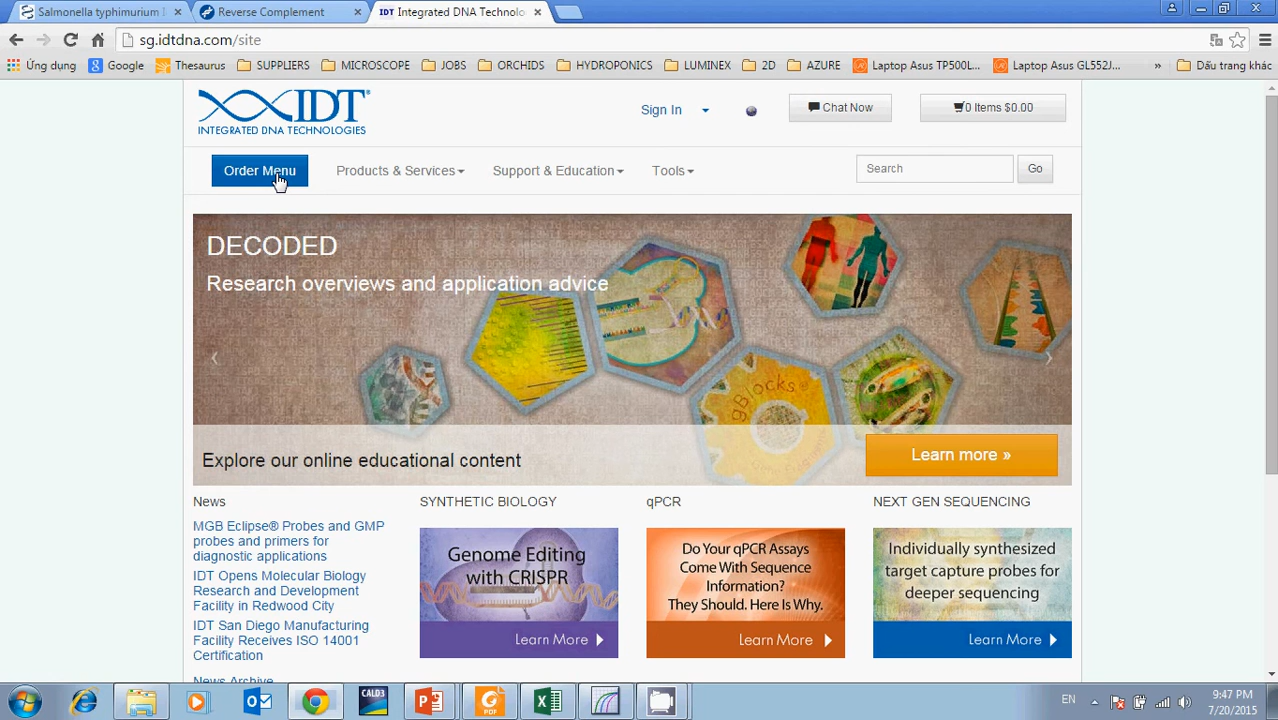 Salmonella typhimurium
Reverse Complement
IDT Integrated DNA Technolo
sg.idtdna.com/site
Ứng dụng
Google
Thesaurus
SUPPLIERS
MICROSCOPE
JOBS
ORCHIDS
HYDROPONICS
LUMINEX
2D
AZURE
Laptop Asus TP500L...
Laptop Asus GL552J...
»
Dấu trang khác
IDT®
INTEGRATED DNA TECHNOLOGIES
Sign In
Chat Now
0 Items $0.00
Order Menu
Products & Services
Support & Education
Tools
Search
Go
DECODED
Research overviews and application advice
gBlocks®
Explore our online educational content
Learn more »
News
MGB Eclipse® Probes and GMP
probes and primers for
diagnostic applications
IDT Opens Molecular Biology
Research and Development
Facility in Redwood City
IDT San Diego Manufacturing
Facility Receives ISO 14001
Certification
News Archive
SYNTHETIC BIOLOGY
Genome Editing
with CRISPR
Learn More
qPCR
Do Your qPCR Assays
Come With Sequence
Information?
They Should. Here Is Why.
Learn More
NEXT GEN SEQUENCING
Individually synthesized
target capture probes for
deeper sequencing
Learn More
CALD3
PDF
EN
9:47 PM
7/20/2015